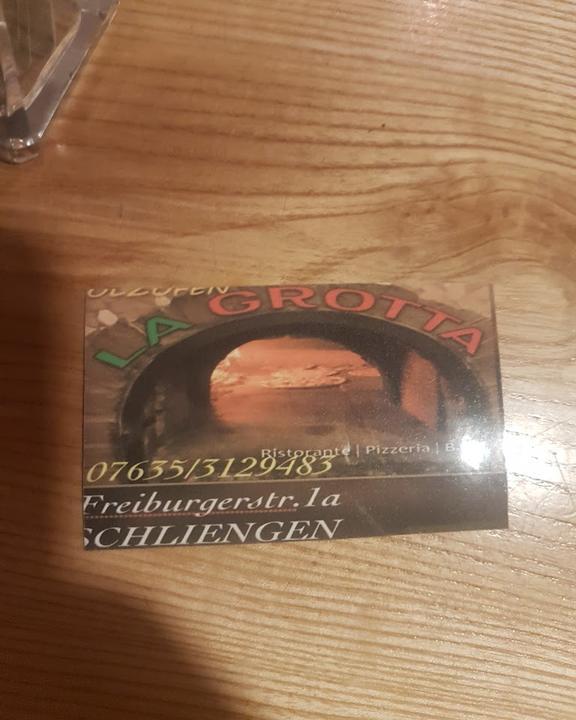 LA GROTTA
Ristorante | Pizzeria |
07635/3129483
Freiburgerstr.1a
SCHLIENGEN